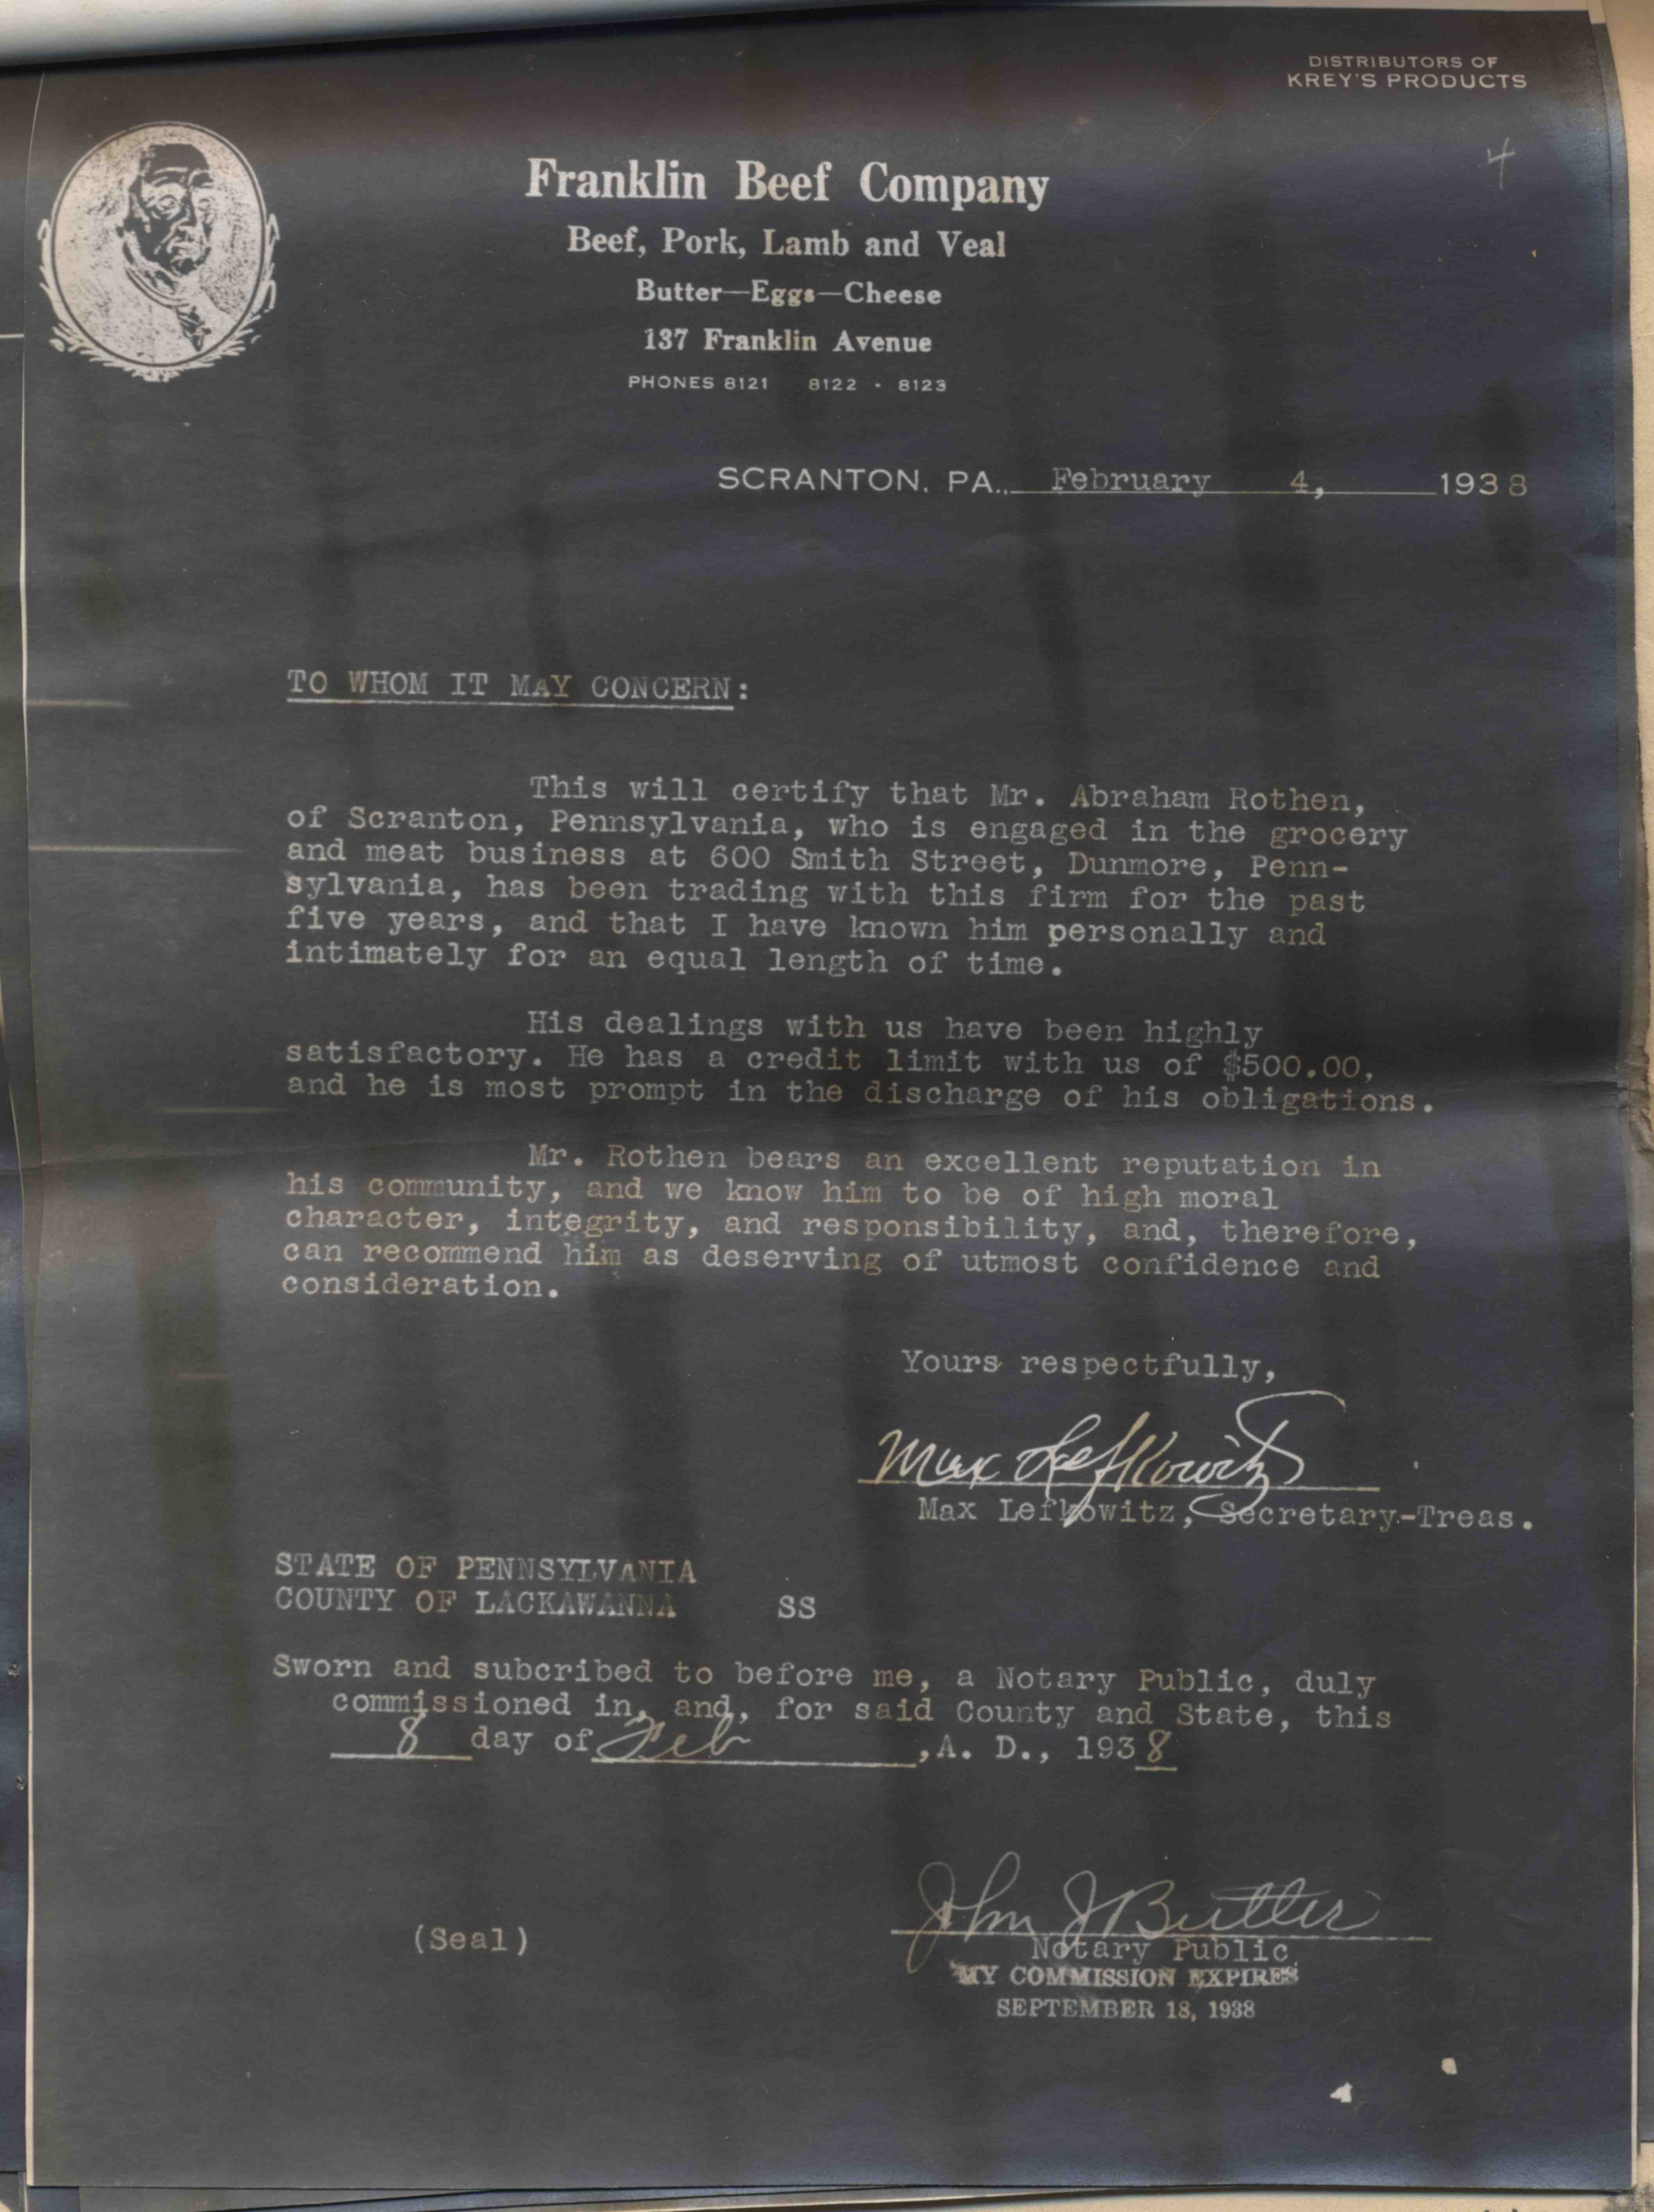 DISTRIBUTORS OF
KREY'S PRODUCTS
4
Franklin Beef Company
Beef, Pork, Lamb and Veal
Butter—Eggs—Cheese
137 Franklin Avenue
PHONES 8121 8122 - 8123
SCRANTON, PA., February 4, 1938
TO WHOM IT MAY CONCERN:
This will certify that Mr. Abraham Rothen,
of Scranton, Pennsylvania, who is engaged in the grocery
and meat business at 600 Smith Street, Dunmore, Penn-
sylvania, has been trading with this firm for the past
five years, and that I have known him personally and
intimately for an equal length of time.
His dealings with us have been highly
satisfactory. He has a credit limit with us of $500.00,
and he is most prompt in the discharge of his obligations.
Mr. Rothen bears an excellent reputation in
his community, and we know him to be of high moral
character, integrity, and responsibility, and, therefore,
can recommend him as deserving of utmost confidence and
consideration.
Yours respectfully,
Max Lefkowitz
Max Lefkowitz, Secretary-Treas.
STATE OF PENNSYLVANIA
COUNTY OF LACKAWANNA SS
Sworn and subcribed to before me, a Notary Public, duly
commissioned in, and, for said County and State, this
8 day of Feb , A. D., 1938
John J Butler
(Seal)
Notary Public
MY COMMISSION EXPIRES
SEPTEMBER 18, 1938